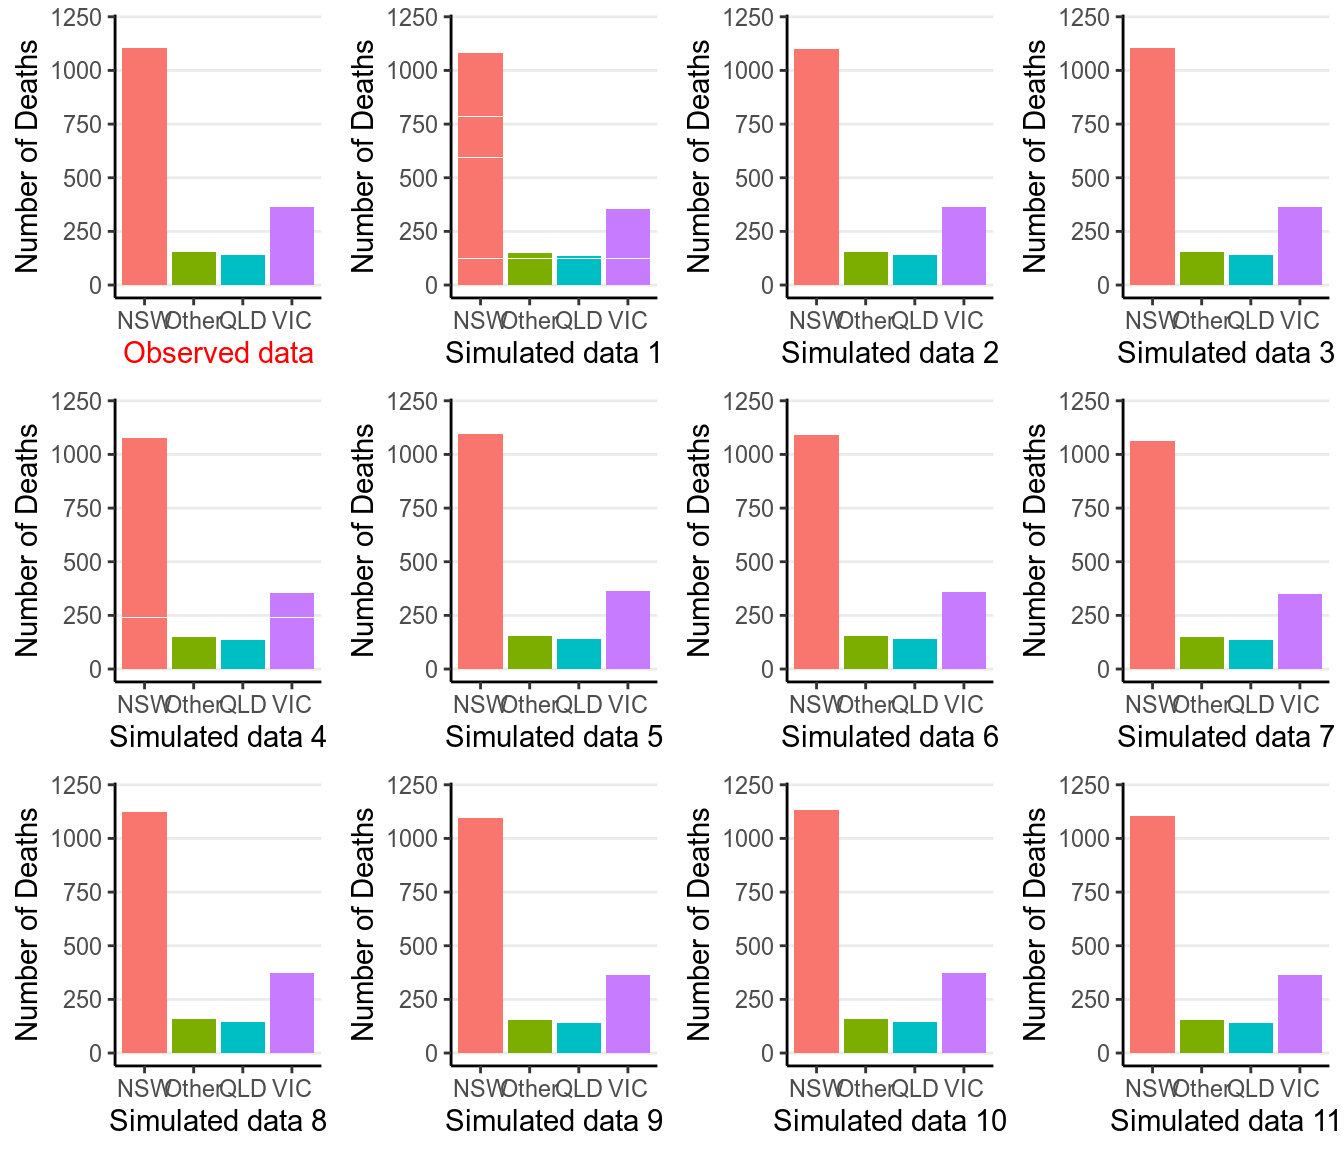 Number of Deaths
1250
1000
750
500
250
0
NSW Other QLD VIC
Observed data
Number of Deaths
1250
1000
750
500
250
0
NSW Other QLD VIC
Simulated data 1
Number of Deaths
1250
1000
750
500
250
0
NSW Other QLD VIC
Simulated data 2
Number of Deaths
1250
1000
750
500
250
0
NSW Other QLD VIC
Simulated data 3
Number of Deaths
1250
1000
750
500
250
0
NSW Other QLD VIC
Simulated data 4
Number of Deaths
1250
1000
750
500
250
0
NSW Other QLD VIC
Simulated data 5
Number of Deaths
1250
1000
750
500
250
0
NSW Other QLD VIC
Simulated data 6
Number of Deaths
1250
1000
750
500
250
0
NSW Other QLD VIC
Simulated data 7
Number of Deaths
1250
1000
750
500
250
0
NSW Other QLD VIC
Simulated data 8
Number of Deaths
1250
1000
750
500
250
0
NSW Other QLD VIC
Simulated data 9
Number of Deaths
1250
1000
750
500
250
0
NSW Other QLD VIC
Simulated data 10
Number of Deaths
1250
1000
750
500
250
0
NSW Other QLD VIC
Simulated data 11